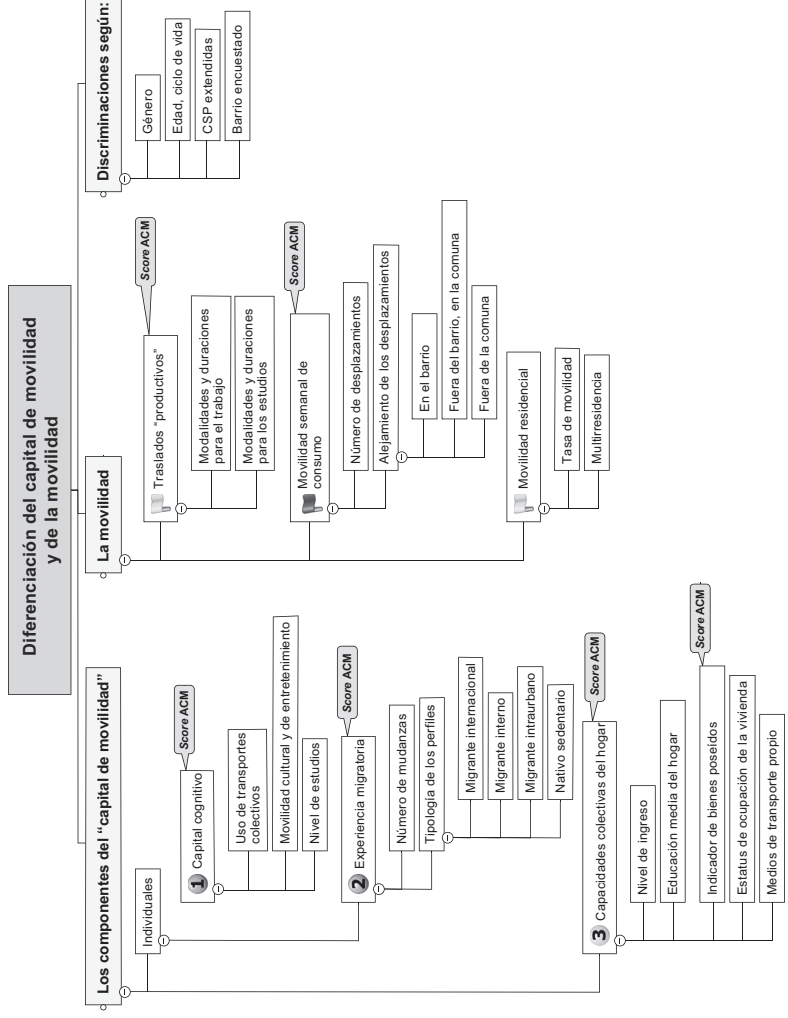 Diferenciación del capital de movilidad
y de la movilidad
Los componentes del “capital de movilidad”
Individuales
1 Capital cognitivo
Score ACM
Uso de transportes
colectivos
Movilidad cultural y de entretenimiento
Nivel de estudios
2 Experiencia migratoria
Score ACM
Número de mudanzas
Tipología de los perfiles
Migrante internacional
Migrante interno
Migrante intraurbano
Nativo sedentario
3 Capacidades colectivas del hogar
Score ACM
Nivel de ingreso
Educación media del hogar
Indicador de bienes poseídos
Score ACM
Estatus de ocupación de la vivienda
Medios de transporte propio
La movilidad
Traslados “productivos”
Score ACM
Modalidades y duraciones
para el trabajo
Modalidades y duraciones
para los estudios
Movilidad semanal de
consumo
Score ACM
Número de desplazamientos
Alejamiento de los desplazamientos
En el barrio
Fuera del barrio, en la comuna
Fuera de la comuna
Movilidad residencial
Tasa de movilidad
Multirresidencia
Discriminaciones según:
Género
Edad, ciclo de vida
CSP extendidas
Barrio encuestado